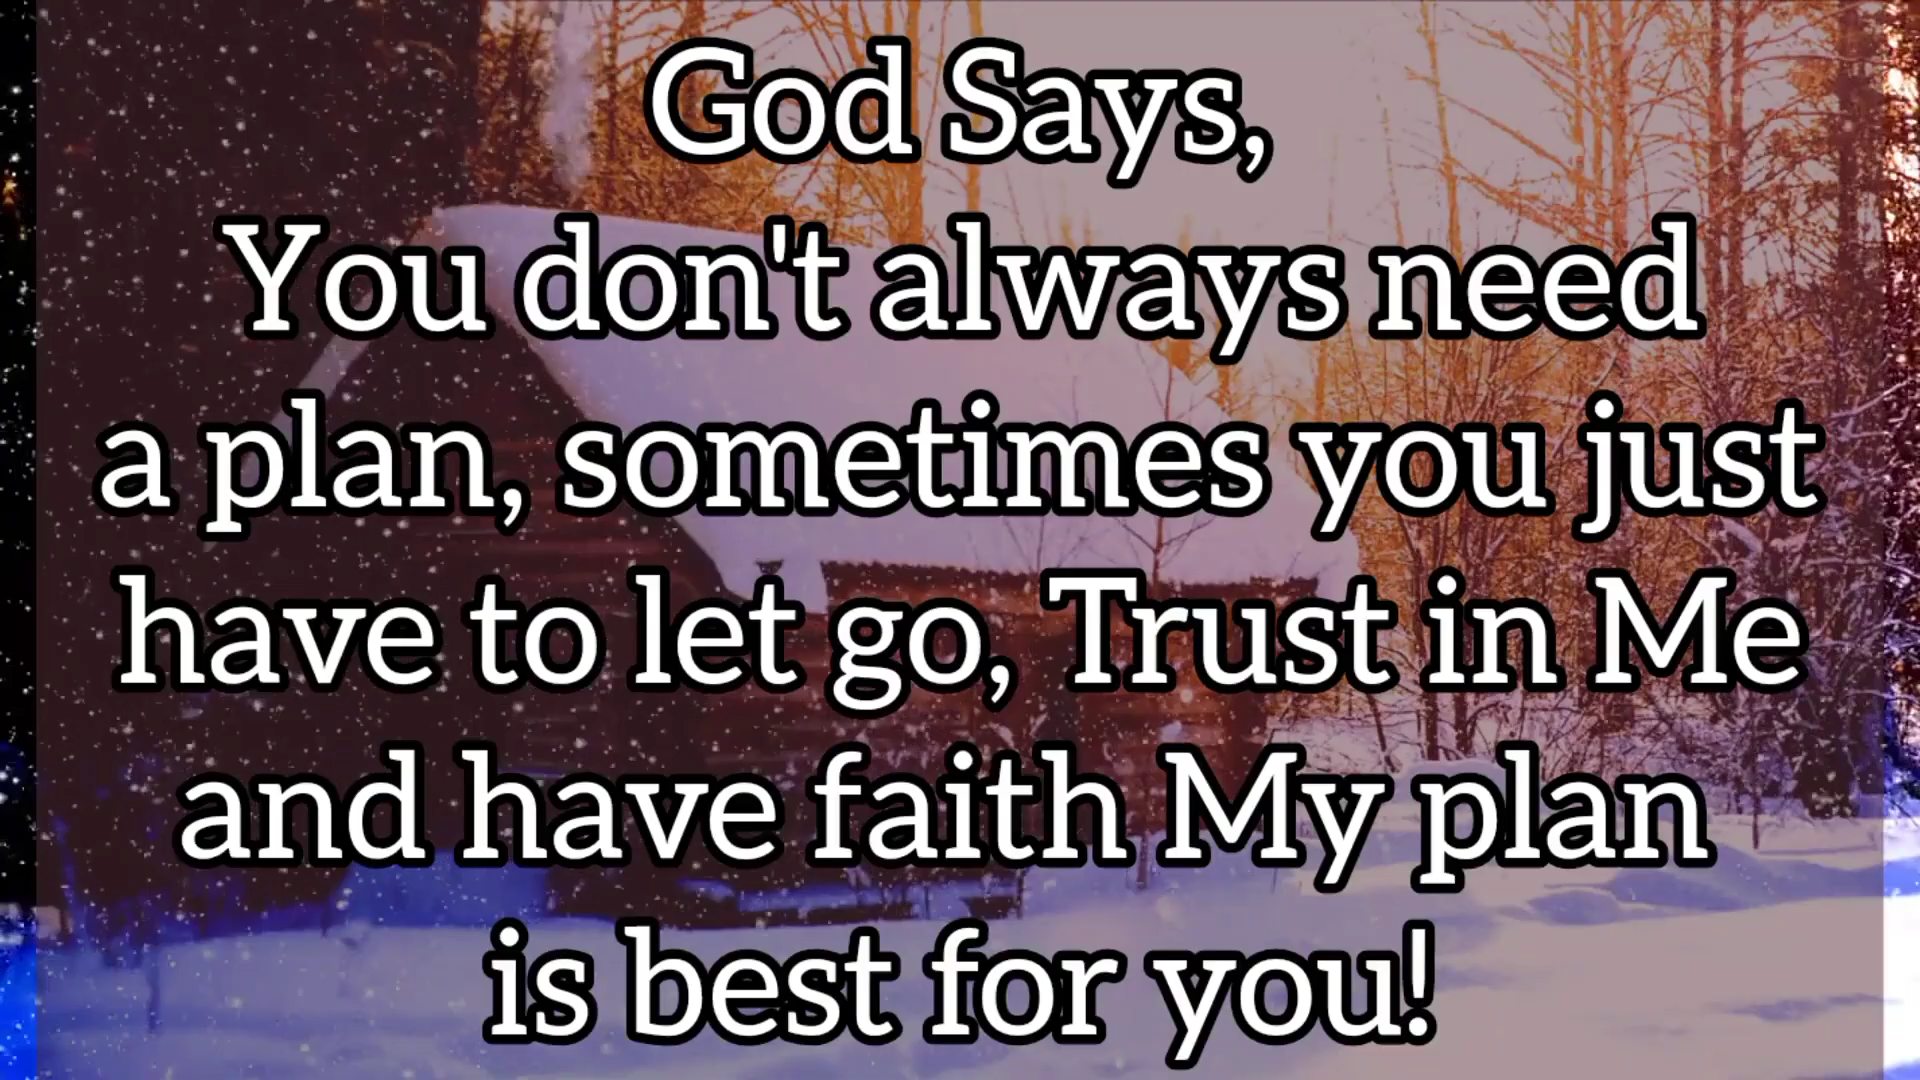 God Says,
You don't always need
a plan, sometimes you just
have to let go, Trust in Me
and have faith My plan
is best for you!